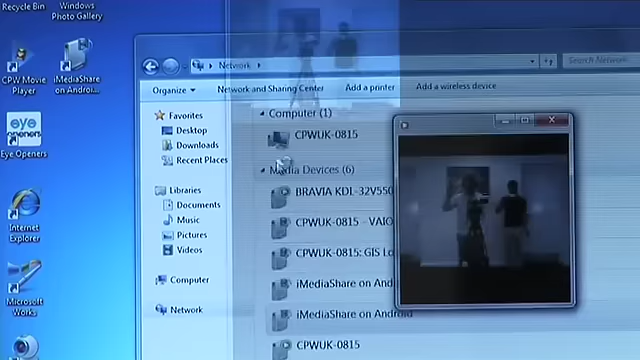 Recycle Bin
Windows
Photo Gallery
CPW Movie
Player
iMediaShare
on Androi...
eye
openers
Eye Openers
Internet
Explorer
Microsoft
Works
Network
Search Network
Organize
Network and Sharing Center
Add a printer
Add a wireless device
Favorites
Desktop
Downloads
Recent Places
Libraries
Documents
Music
Pictures
Videos
Computer
Network
Computer (1)
CPWUK-0815
Media Devices (6)
BRAVIA KDL-32V550
CPWUK-0815 - VAIO
CPWUK-0815: GIS Lo
iMediaShare on And
iMediaShare on Android
CPWUK-0815